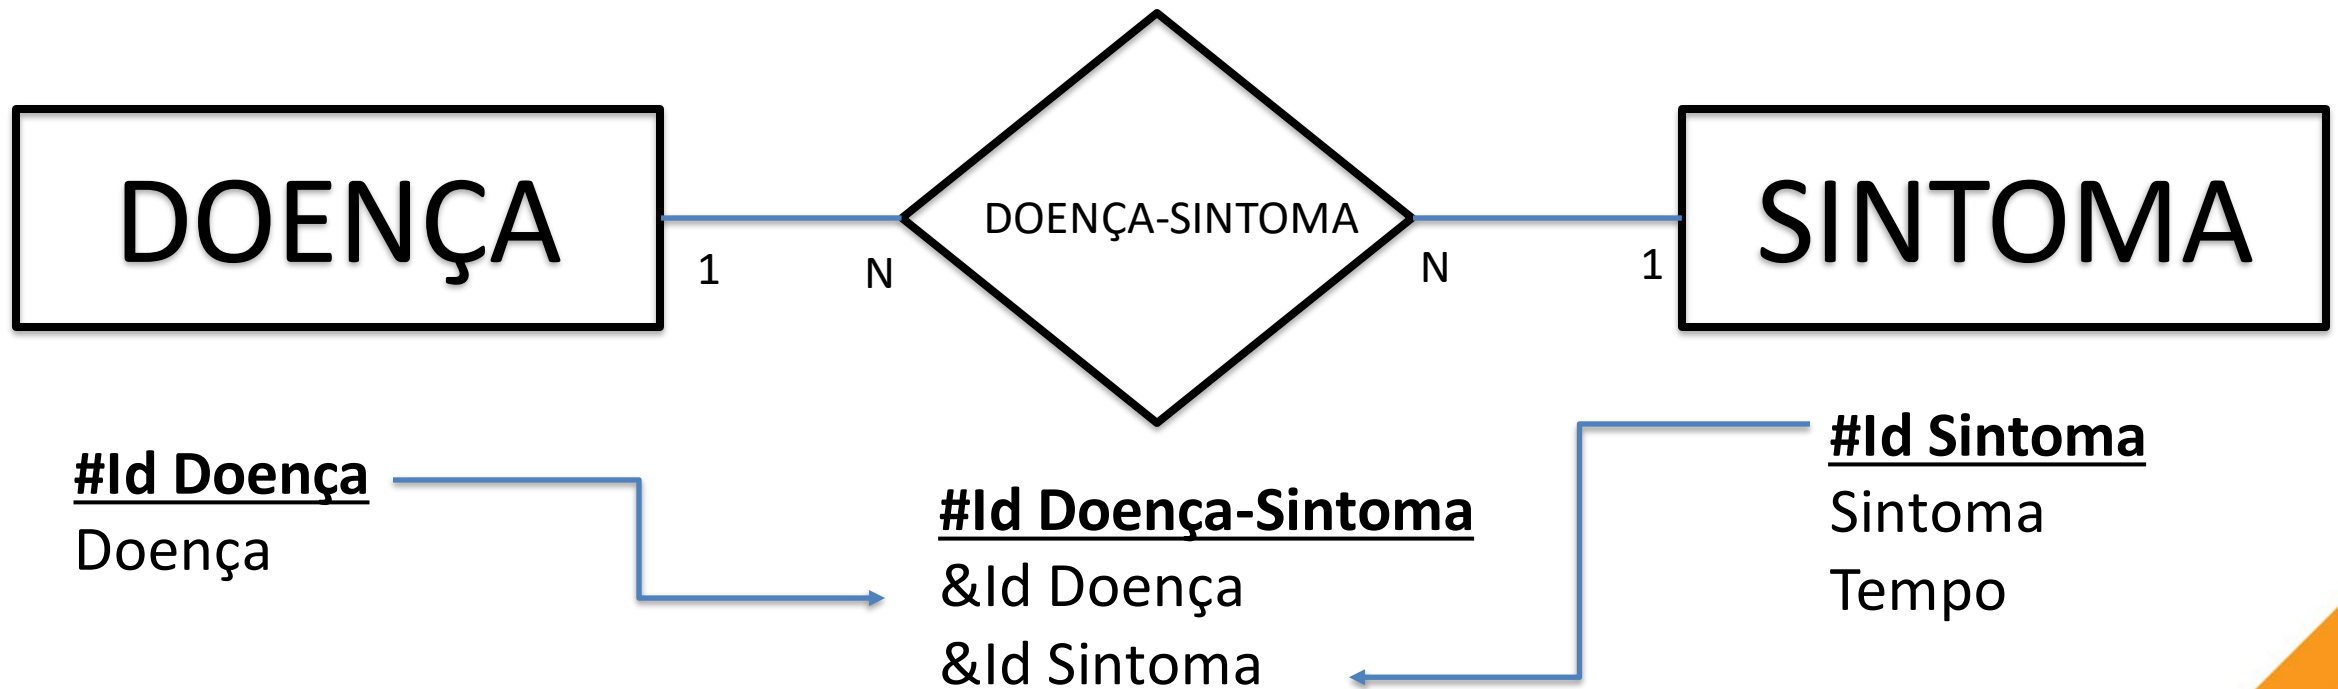 DOENÇA
1
N
DOENÇA-SINTOMA
N
1
SINTOMA
#Id Doença
Doença
#Id Doença-Sintoma
&Id Doença
&Id Sintoma
#Id Sintoma
Sintoma
Tempo